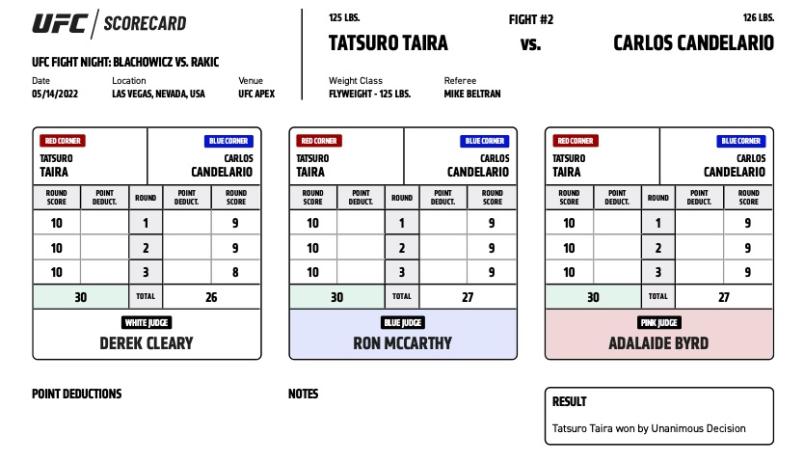 UFC / SCORECARD
UFC FIGHT NIGHT: BLACHOWICZ VS. RAKIC
Date Location Venue
05/14/2022 LAS VEGAS, NEVADA, USA UFC APEX
125 LBS. FIGHT #2 126 LBS.
TATSURO TAIRA VS. CARLOS CANDELARIO
Weight Class Referee
FLYWEIGHT - 125 LBS. MIKE BELTRAN
RED CORNER BLUE CORNER
TATSURO CARLOS
TAIRA CANDELARIO
ROUND POINT ROUND POINT ROUND
SCORE DEDUCT. DEDUCT. SCORE
10 1 9
10 2 9
10 3 8
30 TOTAL 26
WHITE JUDGE
DEREK CLEARY
RED CORNER BLUE CORNER
TATSURO CARLOS
TAIRA CANDELARIO
ROUND POINT ROUND POINT ROUND
SCORE DEDUCT. DEDUCT. SCORE
10 1 9
10 2 9
10 3 9
30 TOTAL 27
BLUE JUDGE
RON MCCARTHY
RED CORNER BLUE CORNER
TATSURO CARLOS
TAIRA CANDELARIO
ROUND POINT ROUND POINT ROUND
SCORE DEDUCT. DEDUCT. SCORE
10 1 9
10 2 9
10 3 9
30 TOTAL 27
PINK JUDGE
ADALAIDE BYRD
POINT DEDUCTIONS
NOTES
RESULT
Tatsuro Taira won by Unanimous Decision